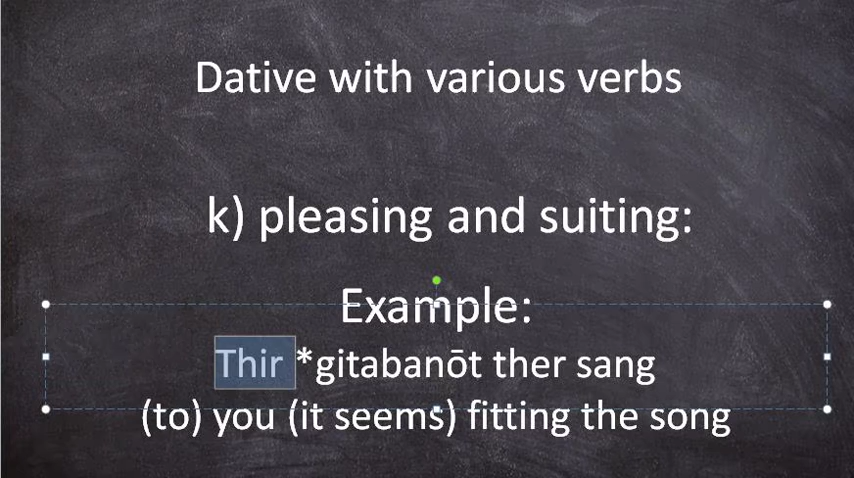 Dative with various verbs
k) pleasing and suiting:
Example:
Thir *gitabanōt ther sang
(to) you (it seems) fitting the song